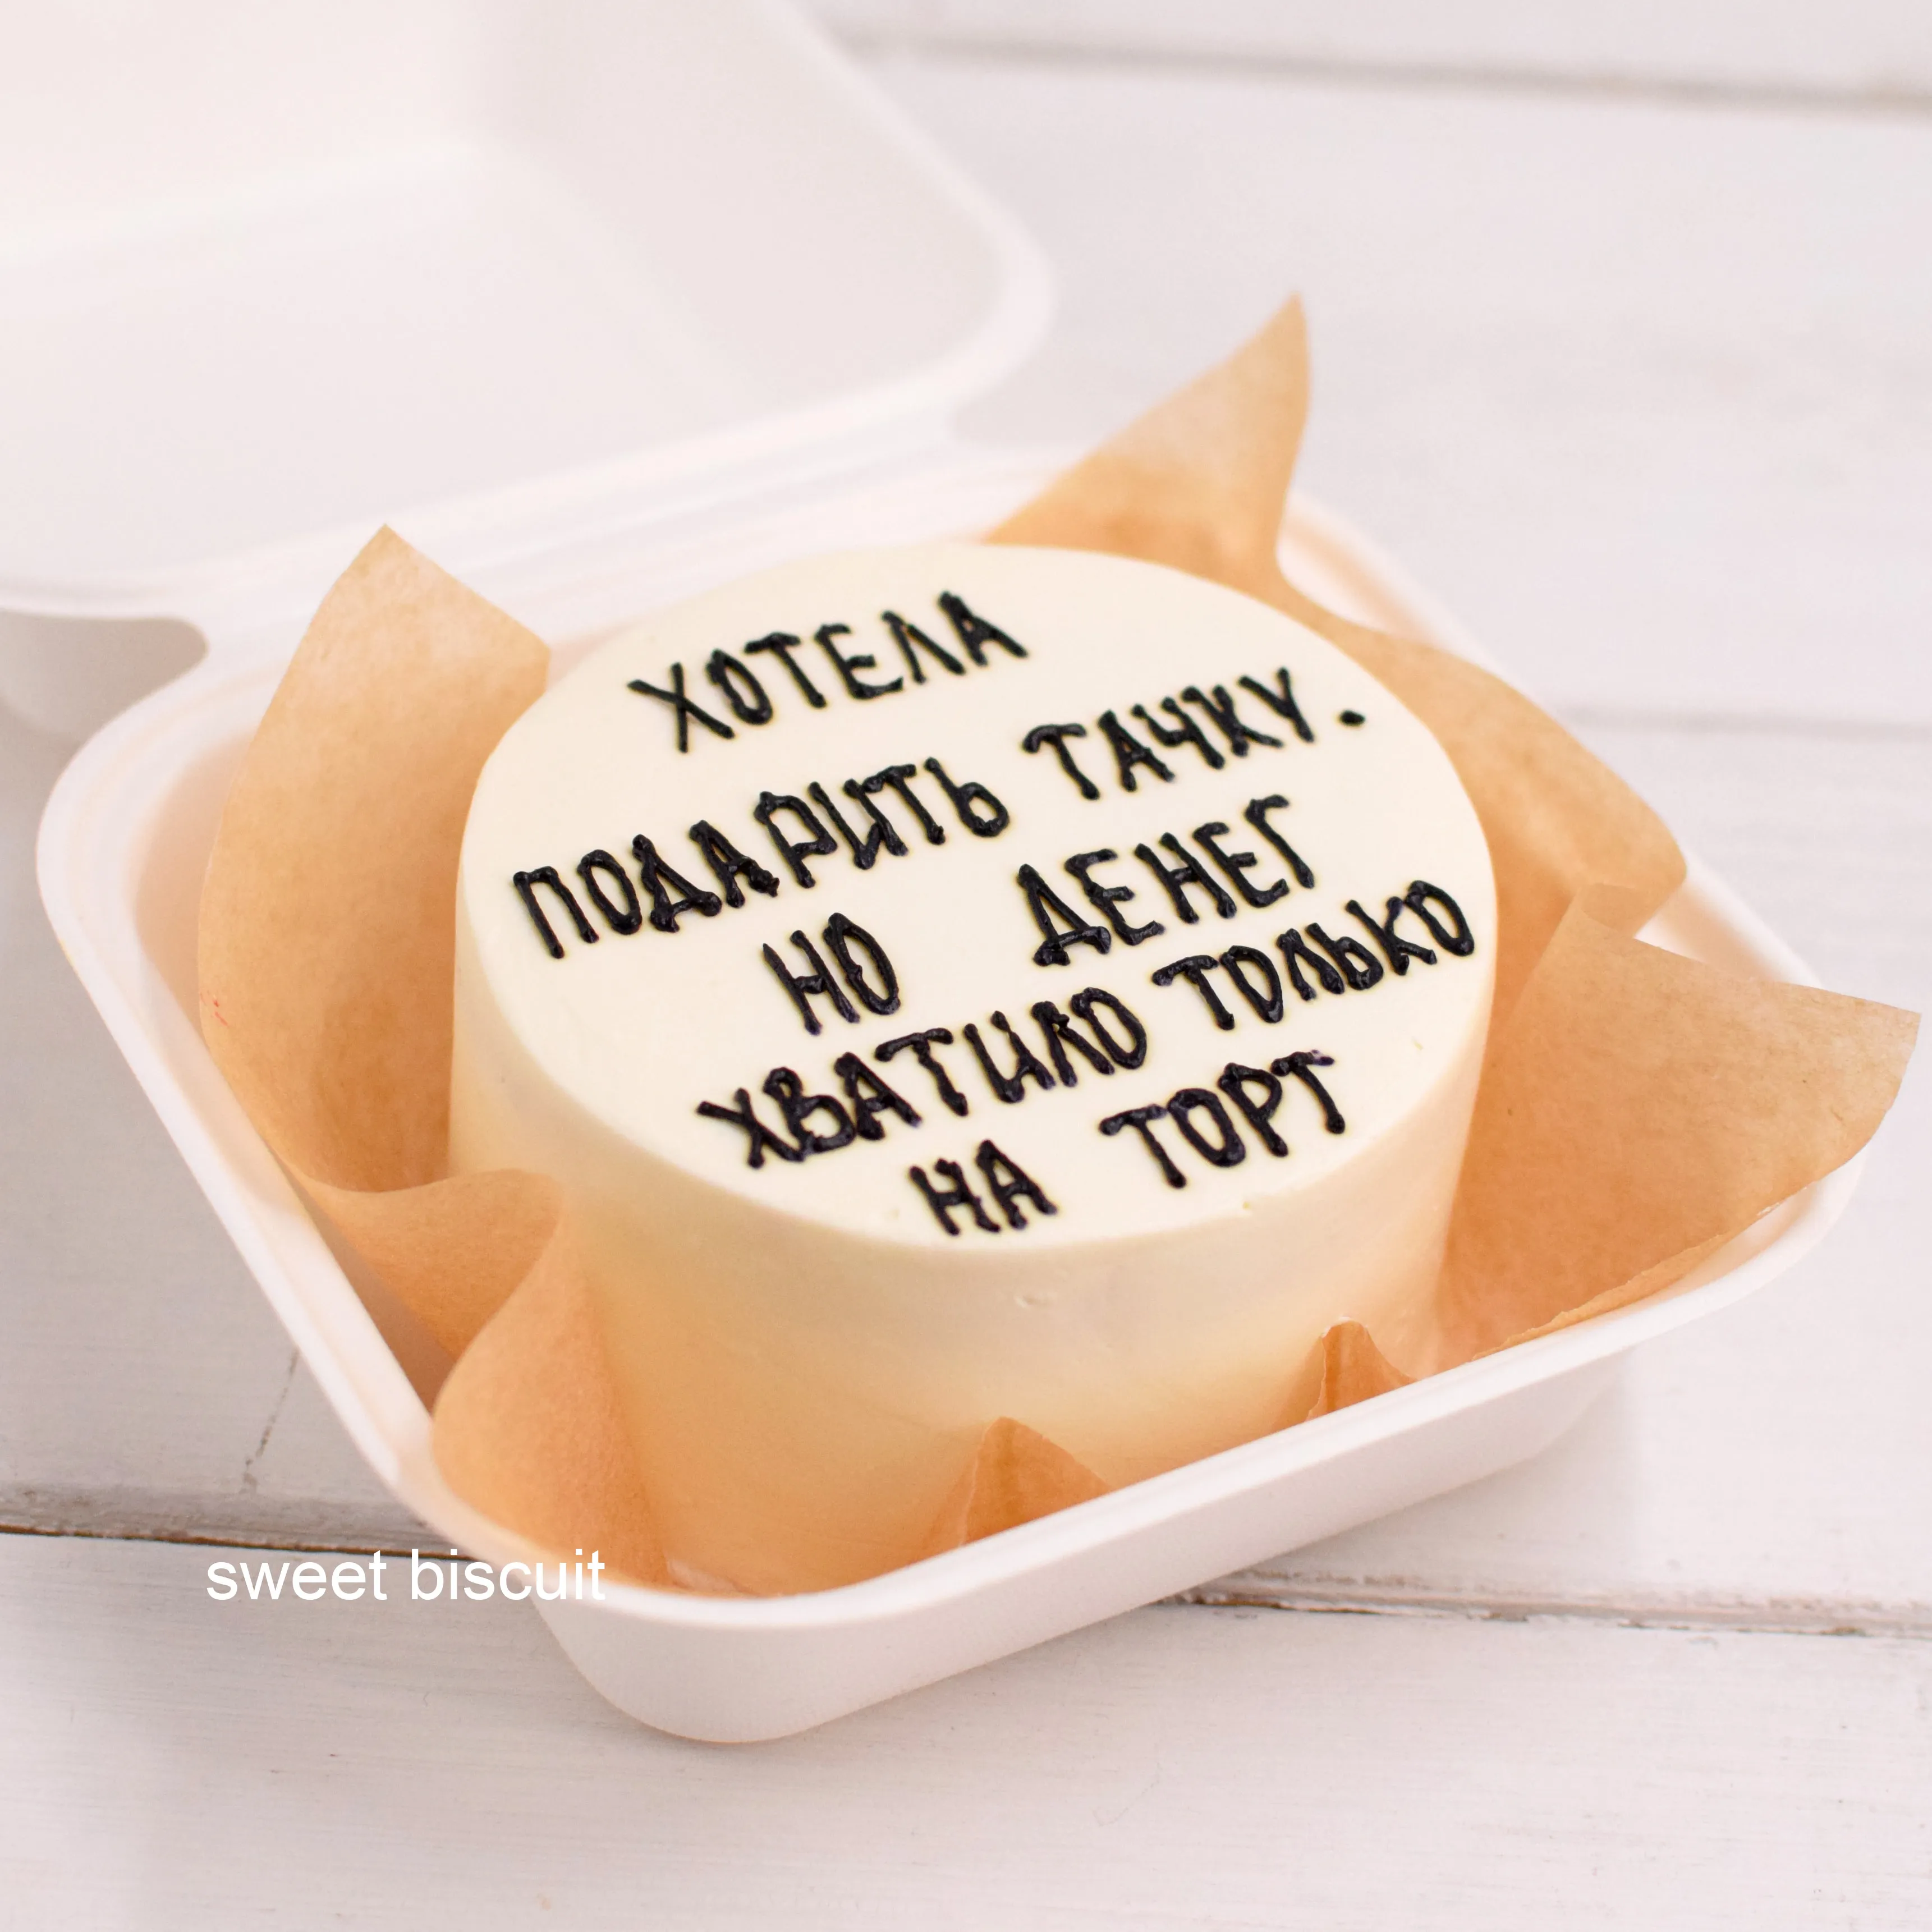 ХОТЕЛА
ПОДАРИТЬ ТАЧКУ.
НО ДЕНЕГ
ХВАТИЛО ТОЛЬКО
НА ТОРТ
sweet biscuit